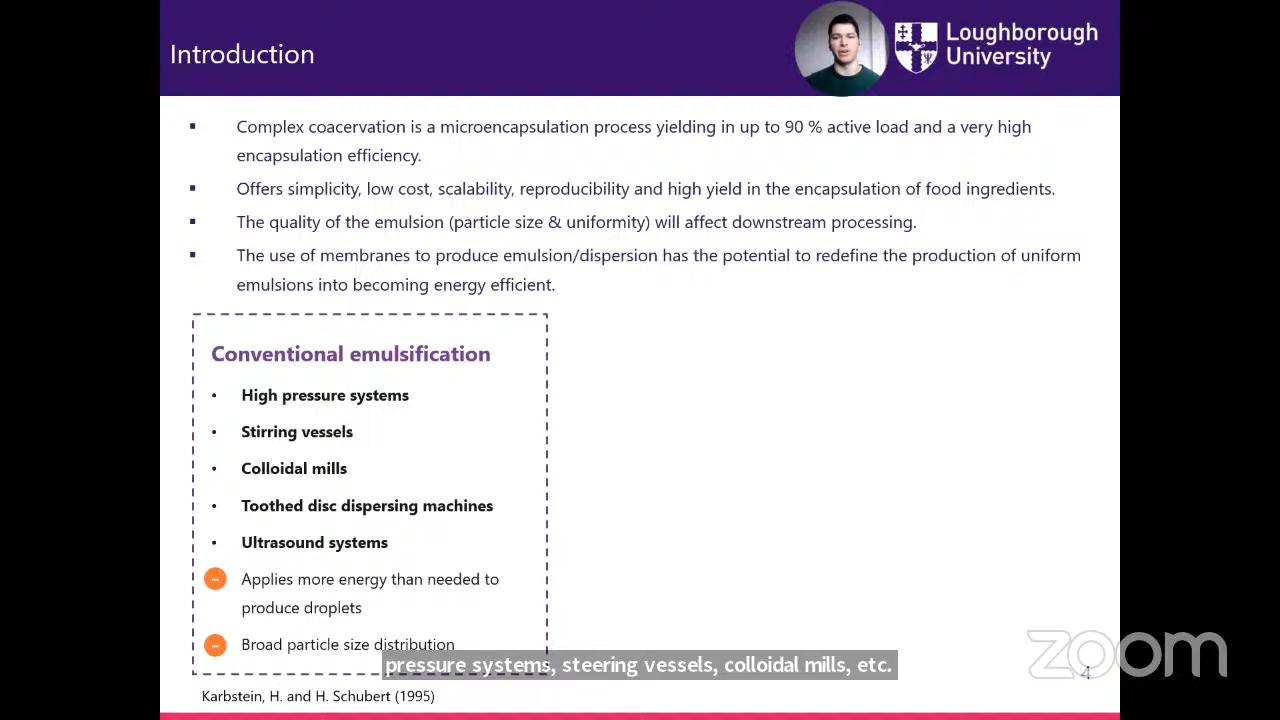 Introduction
Loughborough
University
▪ Complex coacervation is a microencapsulation process yielding in up to 90 % active load and a very high
encapsulation efficiency.
▪ Offers simplicity, low cost, scalability, reproducibility and high yield in the encapsulation of food ingredients.
▪ The quality of the emulsion (particle size & uniformity) will affect downstream processing.
▪ The use of membranes to produce emulsion/dispersion has the potential to redefine the production of uniform
emulsions into becoming energy efficient.
Conventional emulsification
• High pressure systems
• Stirring vessels
• Colloidal mills
• Toothed disc dispersing machines
• Ultrasound systems
- Applies more energy than needed to
produce droplets
- Broad particle size distribution
pressure systems, steering vessels, colloidal mills, etc.
zoom
4
Karbstein, H. and H. Schubert (1995)